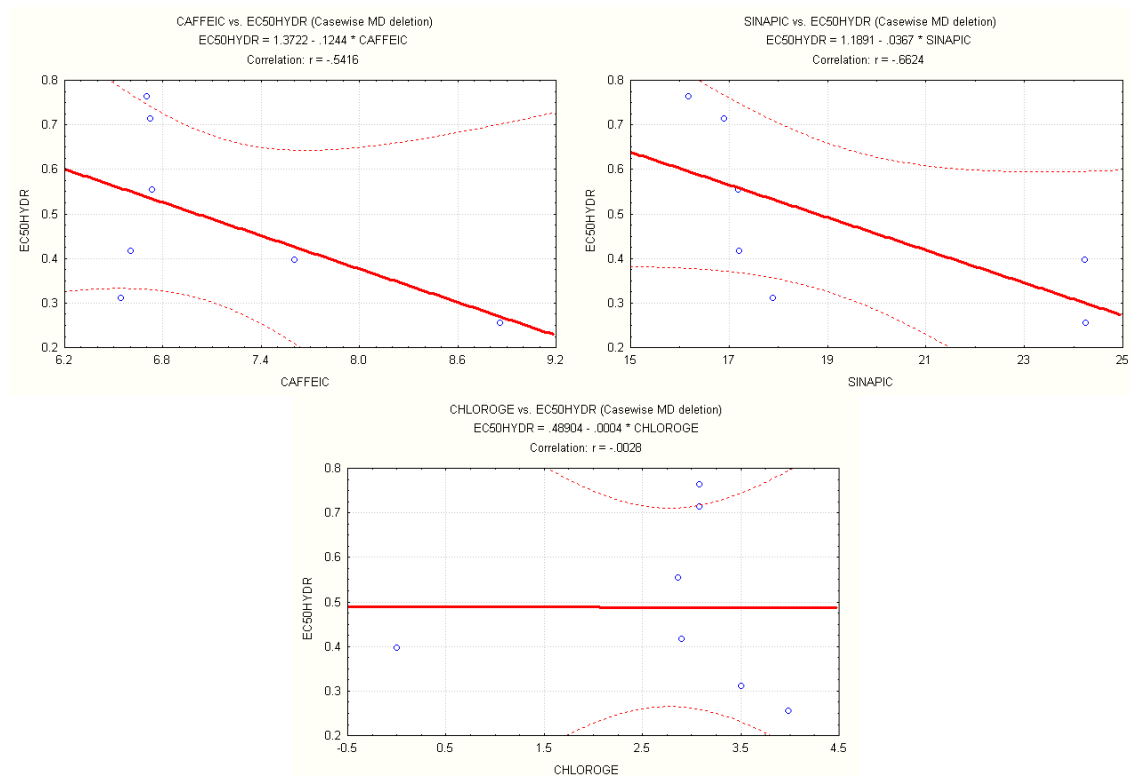 CAFFEIC vs. EC50HYDR (Casewise MD deletion)
EC50HYDR = 1.3722 - .1244 * CAFFEIC
Correlation: r = -.5416
0.8
0.7
0.6
0.5
0.4
0.3
0.2
EC50HYDR
6.2 6.8 7.4 8.0 8.6 9.2
CAFFEIC
SINAPIC vs. EC50HYDR (Casewise MD deletion)
EC50HYDR = 1.1891 - .0367 * SINAPIC
Correlation: r = -.6624
0.8
0.7
0.6
0.5
0.4
0.3
0.2
EC50HYDR
15 17 19 21 23 25
SINAPIC
CHLOROGE vs. EC50HYDR (Casewise MD deletion)
EC50HYDR = .48904 - .0004 * CHLOROGE
Correlation: r = -.0028
0.8
0.7
0.6
0.5
0.4
0.3
0.2
EC50HYDR
-0.5 0.5 1.5 2.5 3.5 4.5
CHLOROGE